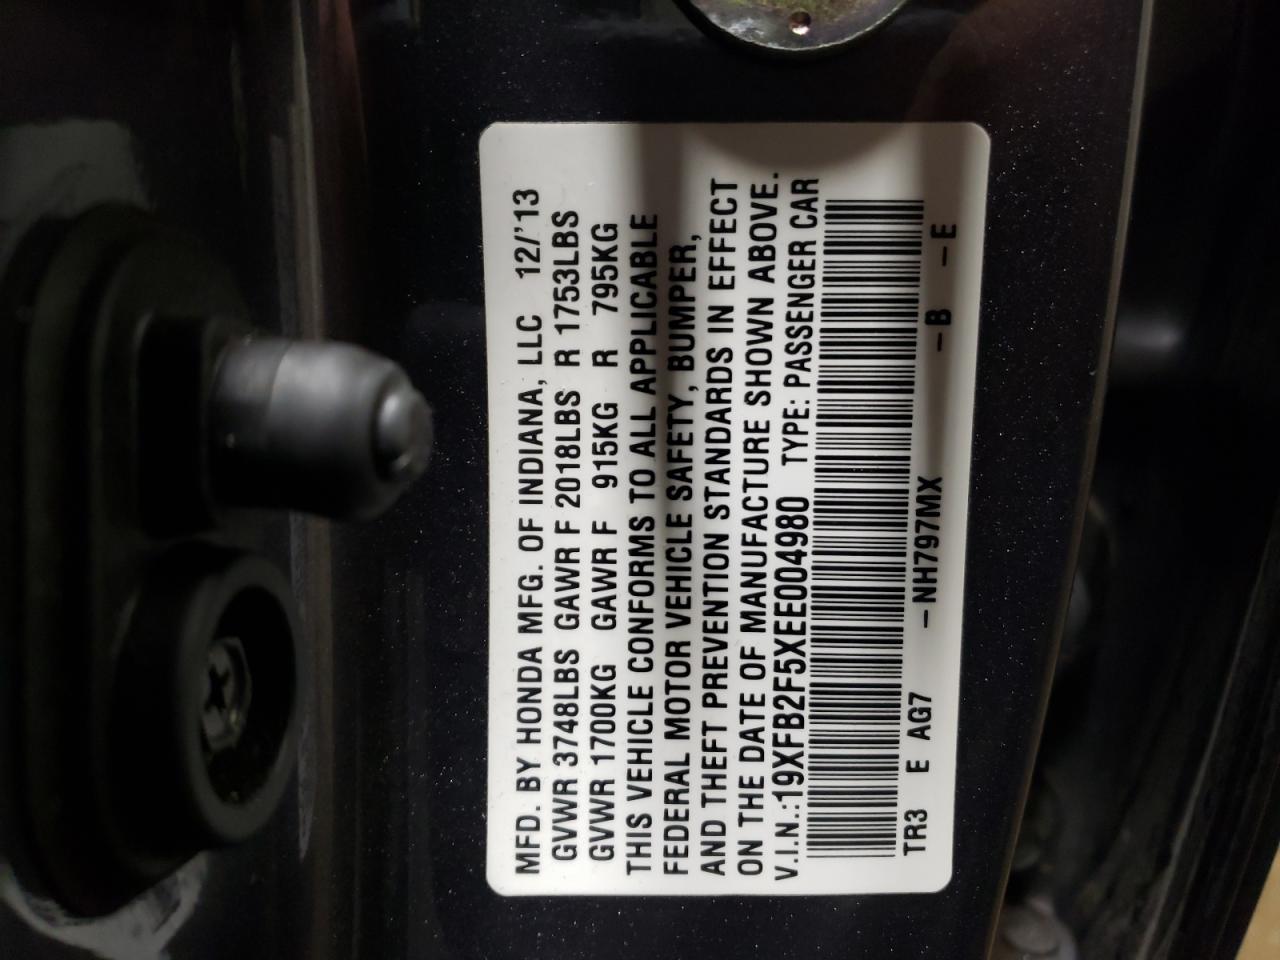 MFD. BY HONDA MFG. OF INDIANA, LLC 12/'13
GVWR 3748LBS GAWR F 2018LBS R 1753LBS
GVWR 1700KG GAWR F 915KG R 795KG
THIS VEHICLE CONFORMS TO ALL APPLICABLE
FEDERAL MOTOR VEHICLE SAFETY, BUMPER,
AND THEFT PREVENTION STANDARDS IN EFFECT
ON THE DATE OF MANUFACTURE SHOWN ABOVE.
V.I.N.:19XFB2F5XEE004980 TYPE: PASSENGER CAR
TR3 E AG7 –NH797MX –B –E